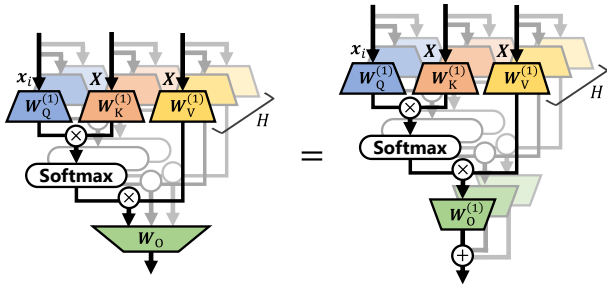 x_i X X
W_Q^(1) W_K^(1) W_V^(1)
H
×
Softmax
×
W_O
=
x_i X X
W_Q^(1) W_K^(1) W_V^(1)
H
×
Softmax
×
W_O^(1)
+